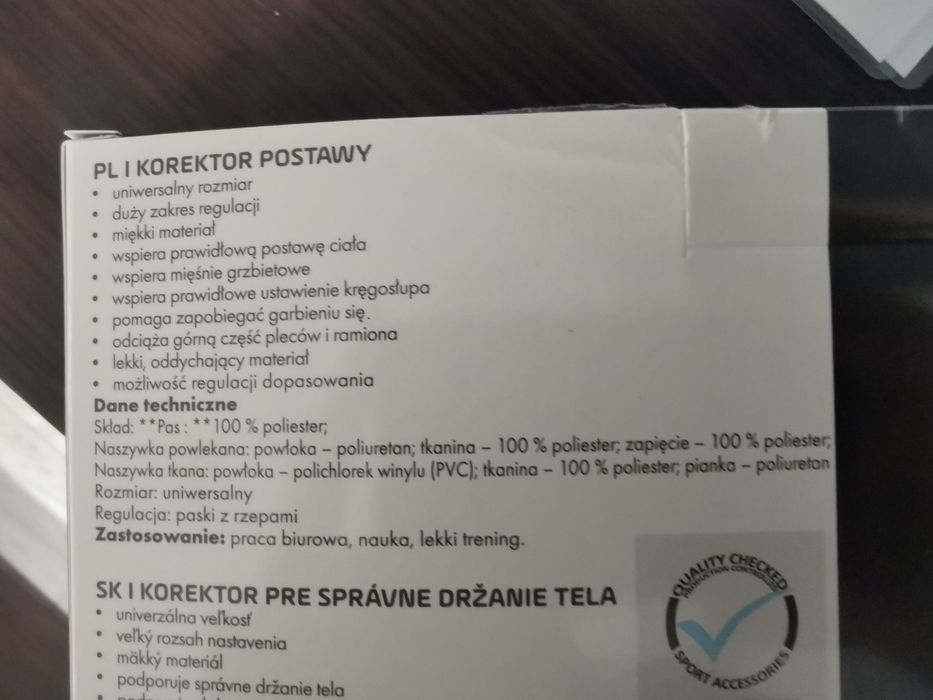 PL I KOREKTOR POSTAWY
• uniwersalny rozmiar
• duży zakres regulacji
• miękki materiał
• wspiera prawidłową postawę ciała
• wspiera mięśnie grzbietowe
• wspiera prawidłowe ustawienie kręgosłupa
• pomaga zapobiegać garbieniu się.
• odciąża górną część pleców i ramiona
• lekki, oddychający materiał
• możliwość regulacji dopasowania
Dane techniczne
Skład: **Pas : **100 % poliester;
Naszywka powlekana: powłoka – poliuretan; tkanina – 100 % poliester; zapięcie – 100 % poliester;
Naszywka tkana: powłoka – polichlorek winylu (PVC); tkanina – 100 % poliester; pianka – poliuretan
Rozmiar: uniwersalny
Regulacja: paski z rzepami
Zastosowanie: praca biurowa, nauka, lekki trening.
SK I KOREKTOR PRE SPRÁVNE DRŽANIE TELA
• univerzálna veľkosť
• veľký rozsah nastavenia
• mäkký materiál
• podporuje správne držanie tela
QUALITY CHECKED
PRODUCTION CONTROLLED
SPORT ACCESSORIES